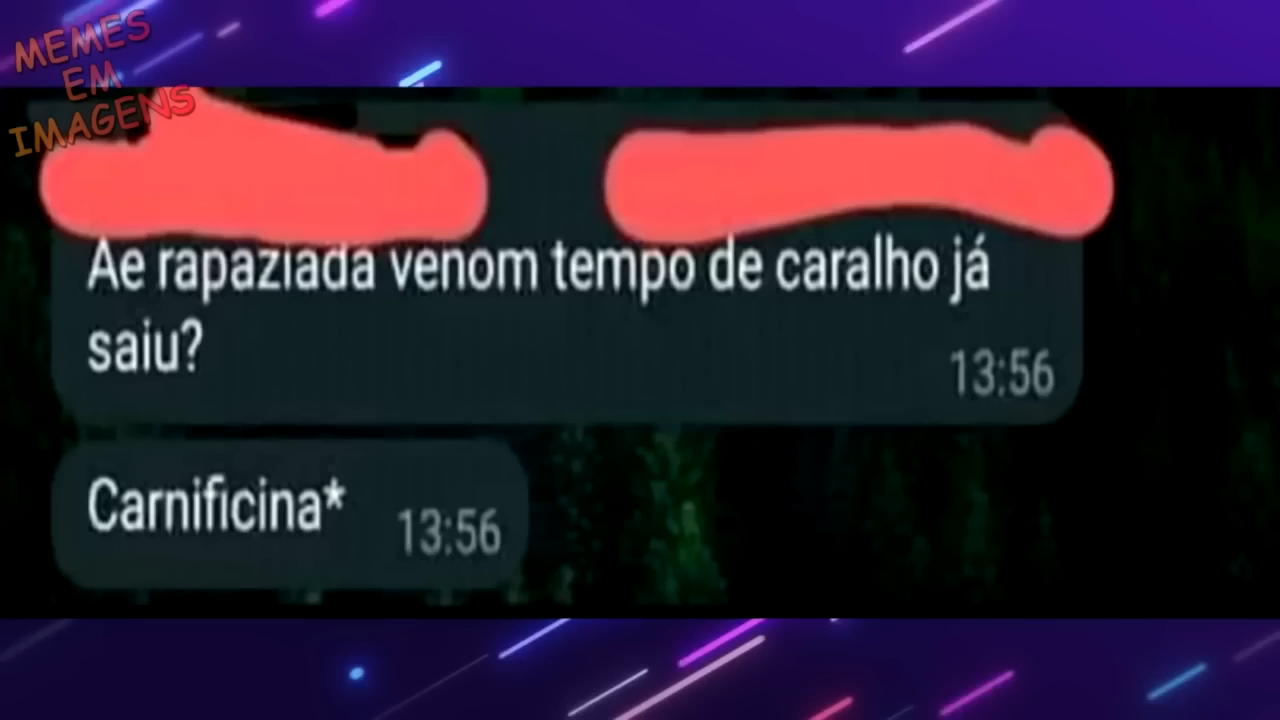 MEMES
EM
IMAGENS
Ae rapaziada venom tempo de caralho já
saiu?
13:56
Carnificina*
13:56